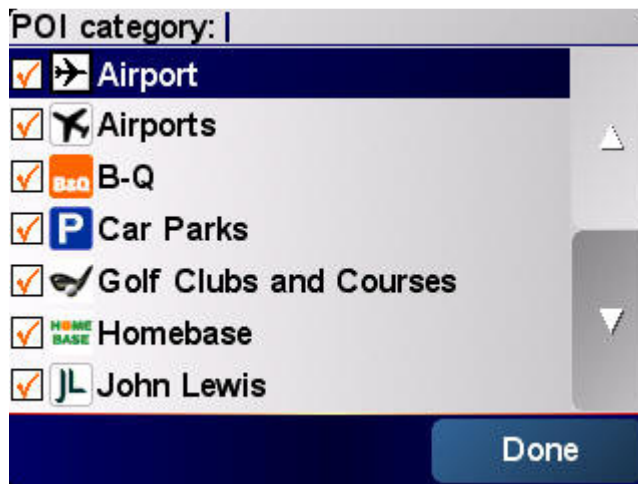 POI category:
Airport
Airports
B&Q B-Q
P Car Parks
Golf Clubs and Courses
HOME
BASE Homebase
JL John Lewis
Done